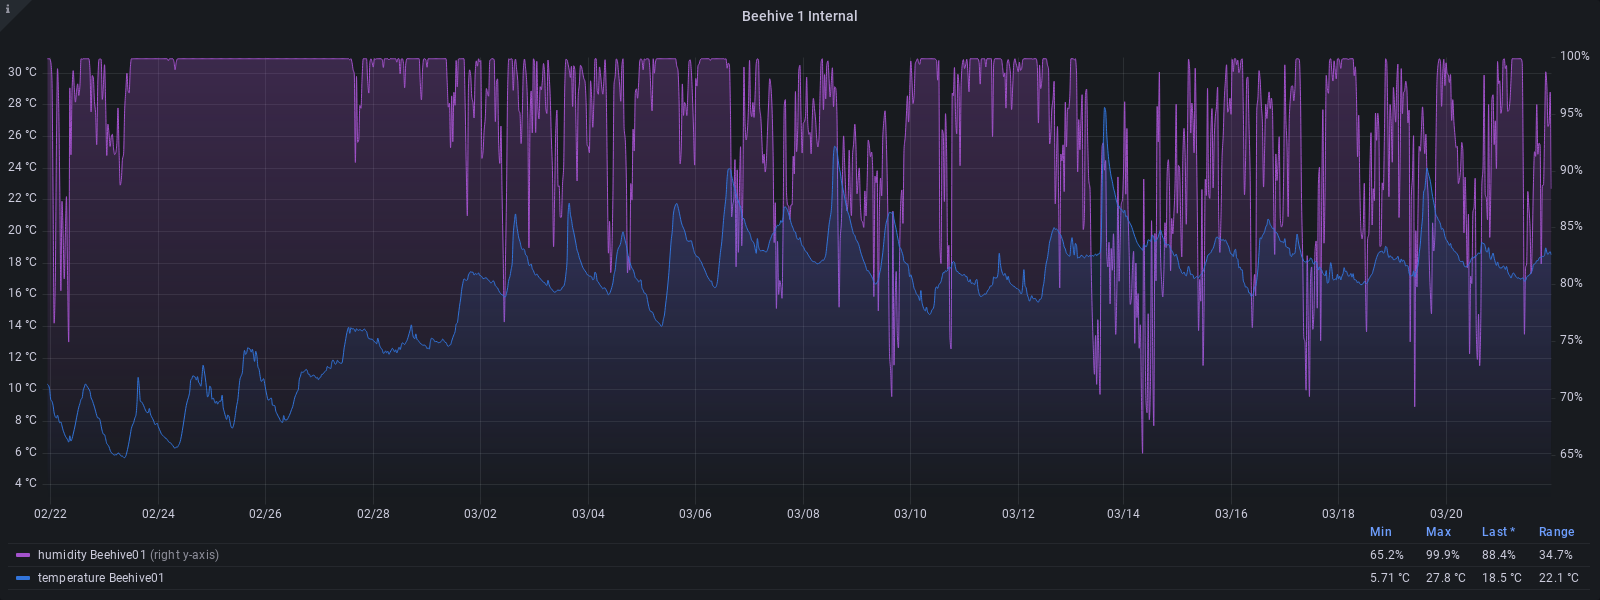 i
Beehive 1 Internal
30 °C
28 °C
26 °C
24 °C
22 °C
20 °C
18 °C
16 °C
14 °C
12 °C
10 °C
8 °C
6 °C
4 °C
100%
95%
90%
85%
80%
75%
70%
65%
02/22 02/24 02/26 02/28 03/02 03/04 03/06 03/08 03/10 03/12 03/14 03/16 03/18 03/20
Min Max Last * Range
humidity Beehive01 (right y-axis) 65.2% 99.9% 88.4% 34.7%
temperature Beehive01 5.71 °C 27.8 °C 18.5 °C 22.1 °C